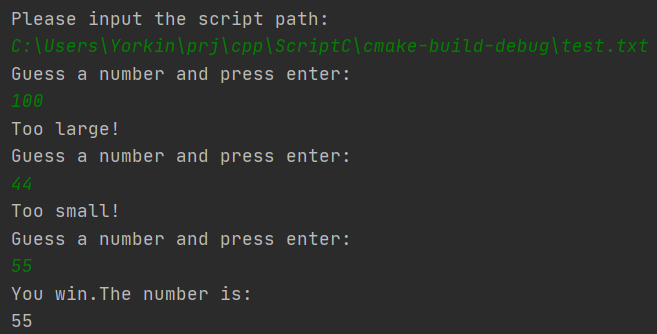 Please input the script path:
C:\Users\Yorkin\prj\cpp\ScriptC\cmake-build-debug\test.txt
Guess a number and press enter:
100
Too large!
Guess a number and press enter:
44
Too small!
Guess a number and press enter:
55
You win.The number is:
55